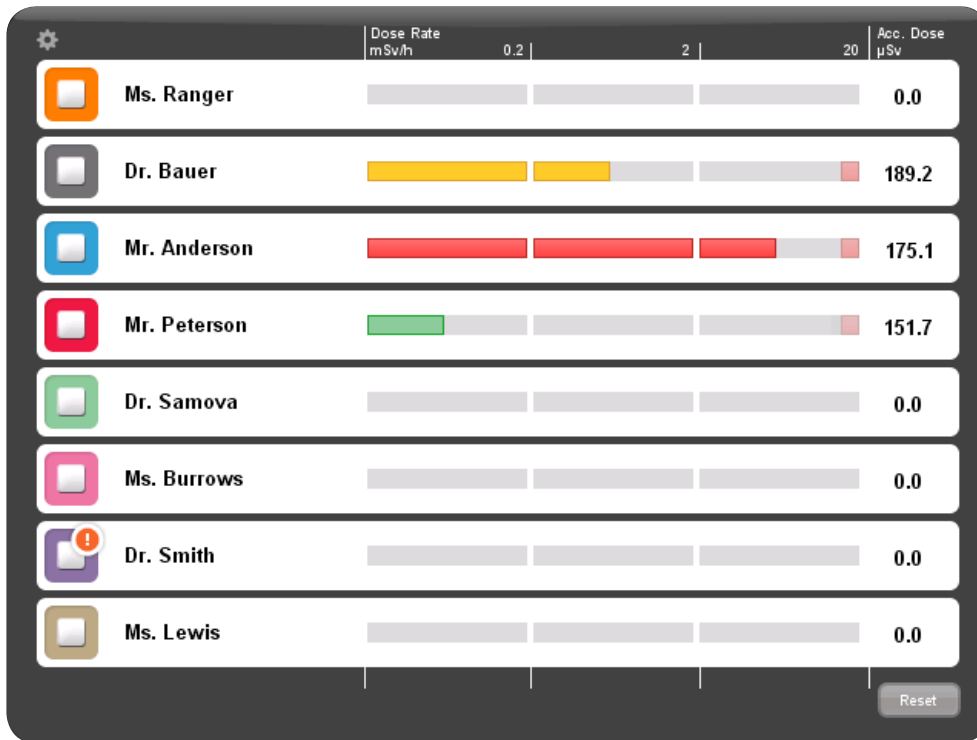 Dose Rate
mSv/h 0.2 2 20
Acc. Dose
µSv
Ms. Ranger 0.0
Dr. Bauer 189.2
Mr. Anderson 175.1
Mr. Peterson 151.7
Dr. Samova 0.0
Ms. Burrows 0.0
! Dr. Smith 0.0
Ms. Lewis 0.0
Reset